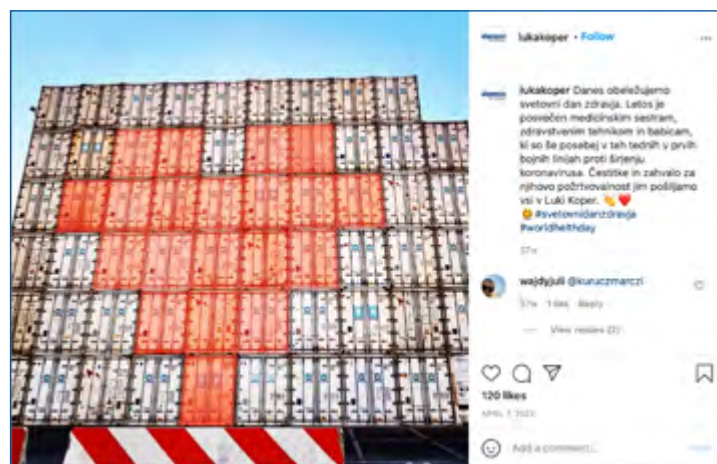 lukakoper • Follow
lukakoper Danes obeležujemo
svetovni dan zdravja. Letos je
posvečen medicinskim sestram,
zdravstvenim tehnikom in babicam,
ki so še posebej v teh tednih v prvih
bojnih linijah proti širjenju
koronavirusa. Čestitke in zahvalo za
njihovo požrtvovalnost jim pošiljamo
vsi v Luki Koper. 👏 ❤️
#svetovnidanzdravja
#worldhelthday
37w
wajdyjuli @kuruczmarczi
37w 1 like Reply
View replies (2)
120 likes
APRIL 7, 2020
Add a comment...